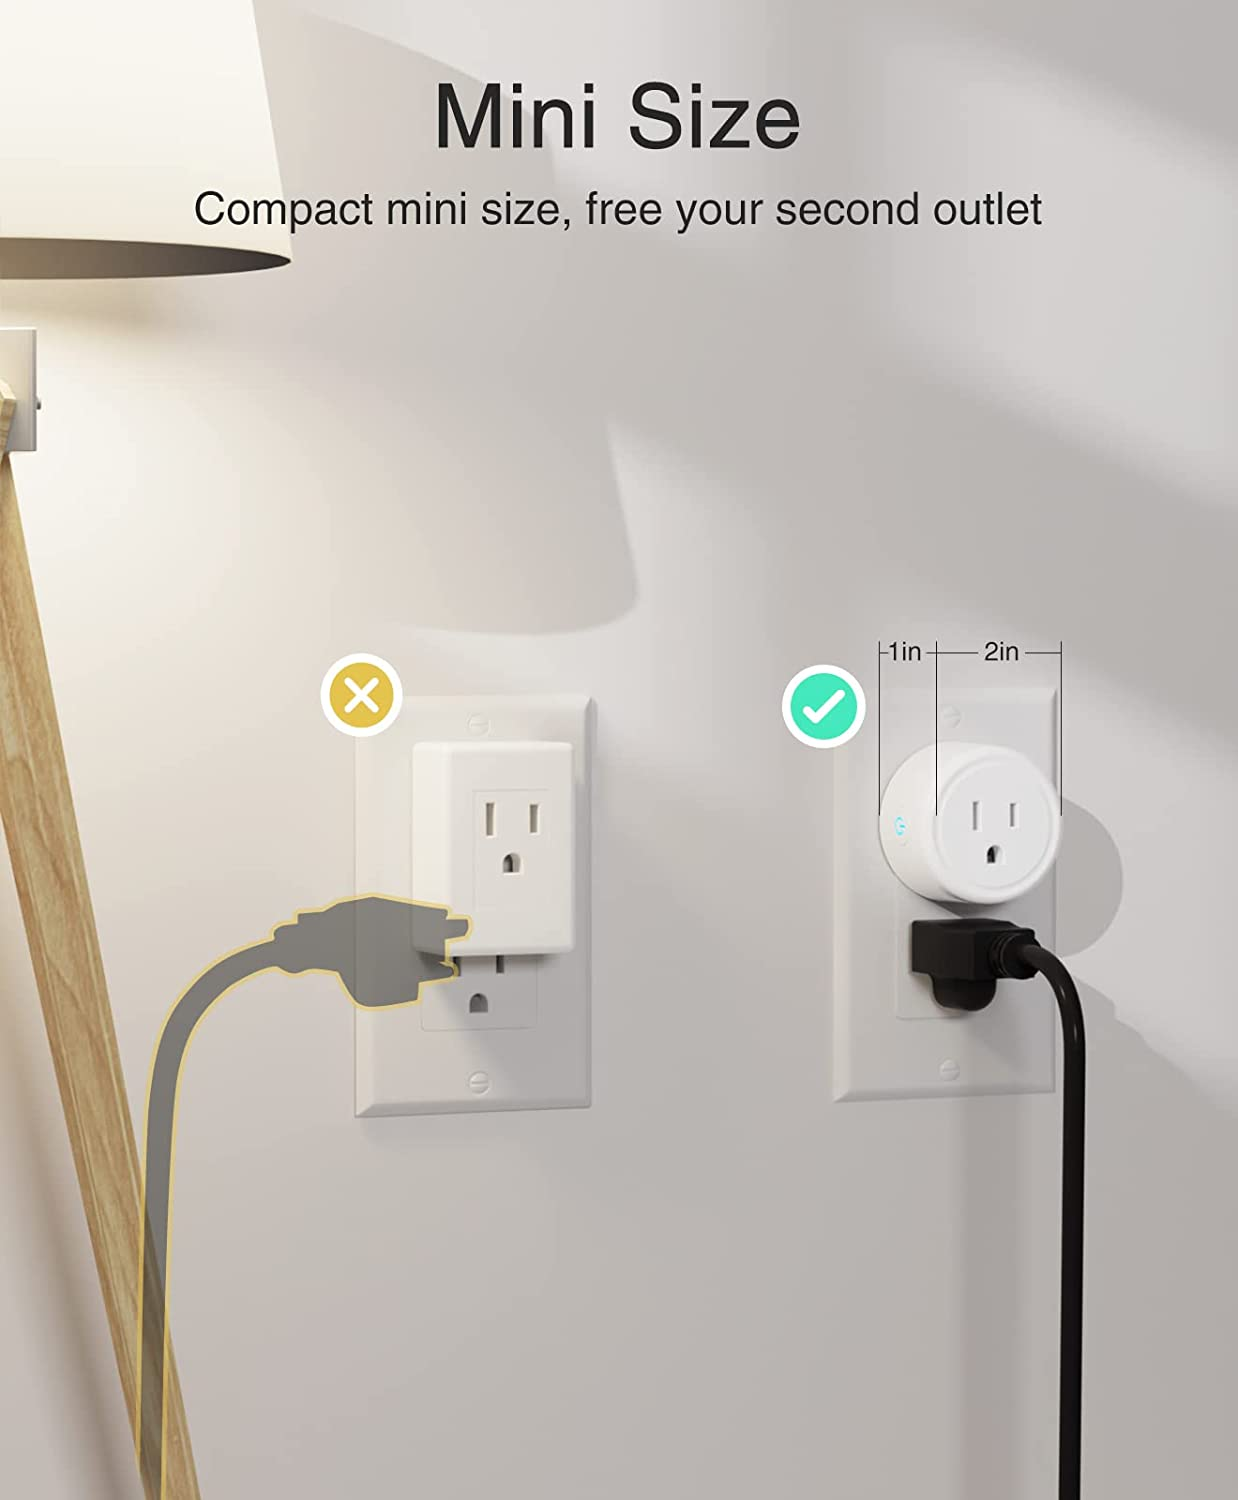 Mini Size
Compact mini size, free your second outlet
1in 2in